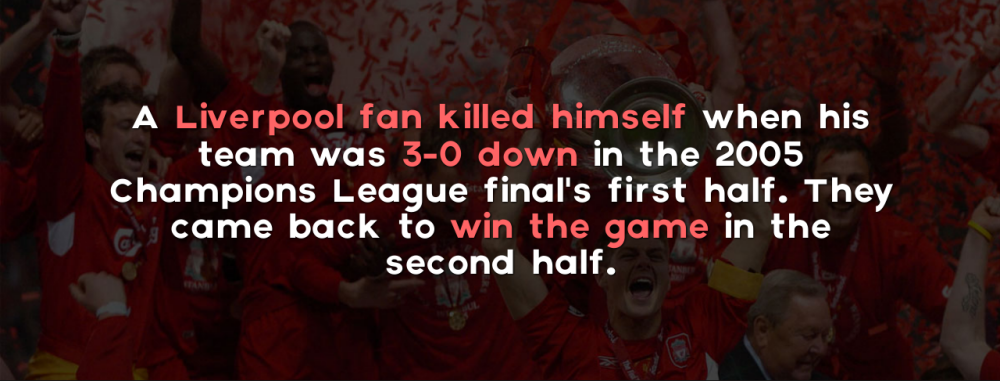 A Liverpool fan killed himself when his
team was 3-0 down in the 2005
Champions League final's first half. They
came back to win the game in the
second half.